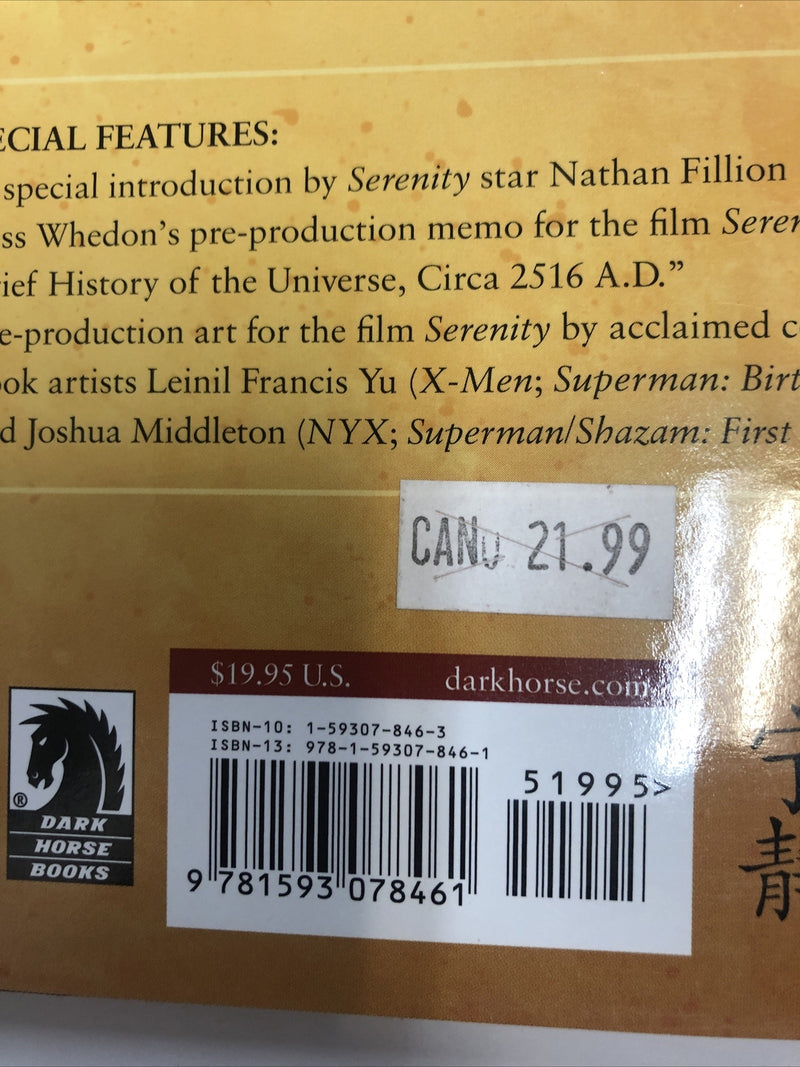 ECIAL FEATURES:
special introduction by Serenity star Nathan Fillion
ss Whedon's pre-production memo for the film Seren
ief History of the Universe, Circa 2516 A.D.”
e-production art for the film Serenity by acclaimed c
ok artists Leinil Francis Yu (X-Men; Superman: Birt
d Joshua Middleton (NYX; Superman/Shazam: First
CAND 21.99
$19.95 U.S. darkhorse.com
ISBN-10: 1-59307-846-3
ISBN-13: 978-1-59307-846-1
51995>
9 781593 078461
®
DARK
HORSE
BOOKS